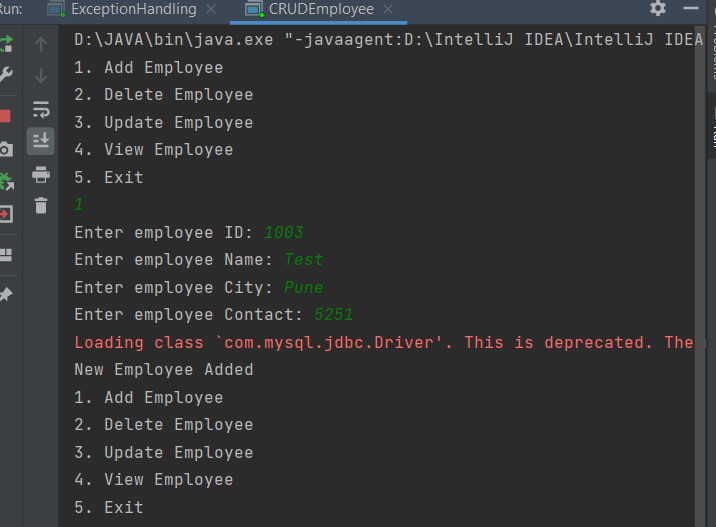 Run: ExceptionHandling CRUDEmployee
D:\JAVA\bin\java.exe "-javaagent:D:\IntelliJ IDEA\IntelliJ IDEA
1. Add Employee
2. Delete Employee
3. Update Employee
4. View Employee
5. Exit
1
Enter employee ID: 1003
Enter employee Name: Test
Enter employee City: Pune
Enter employee Contact: 5251
Loading class `com.mysql.jdbc.Driver'. This is deprecated. The
New Employee Added
1. Add Employee
2. Delete Employee
3. Update Employee
4. View Employee
5. Exit